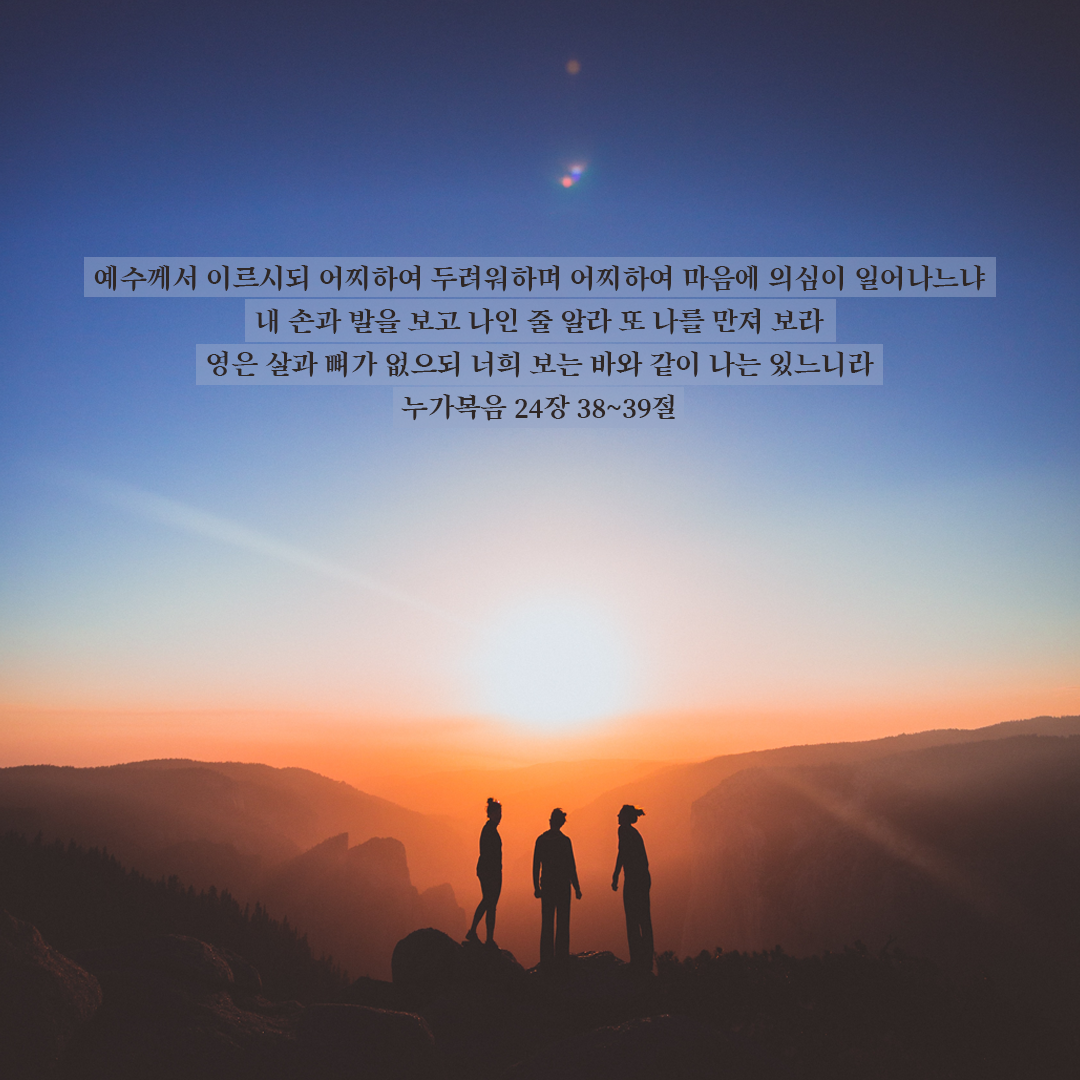 예수께서 이르시되 어찌하여 두려워하며 어찌하여 마음에 의심이 일어나느냐
내 손과 발을 보고 나인 줄 알라 또 나를 만져 보라
영은 살과 뼈가 없으되 너희 보는 바와 같이 나는 있느니라
누가복음 24장 38~39절